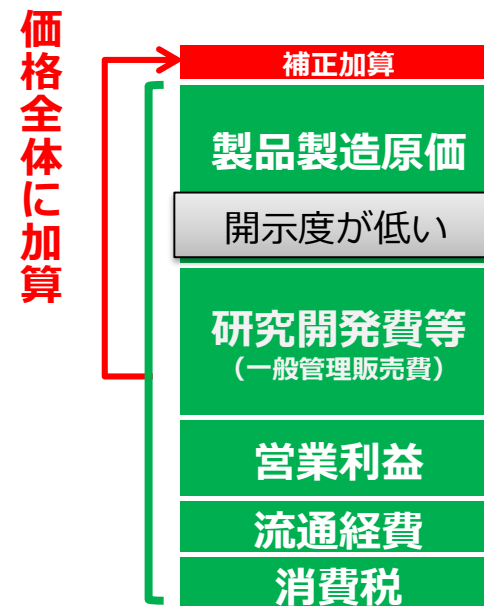 価格全体に加算
補正加算
製品製造原価
開示度が低い
研究開発費等
（一般管理販売費）
営業利益
流通経費
消費税